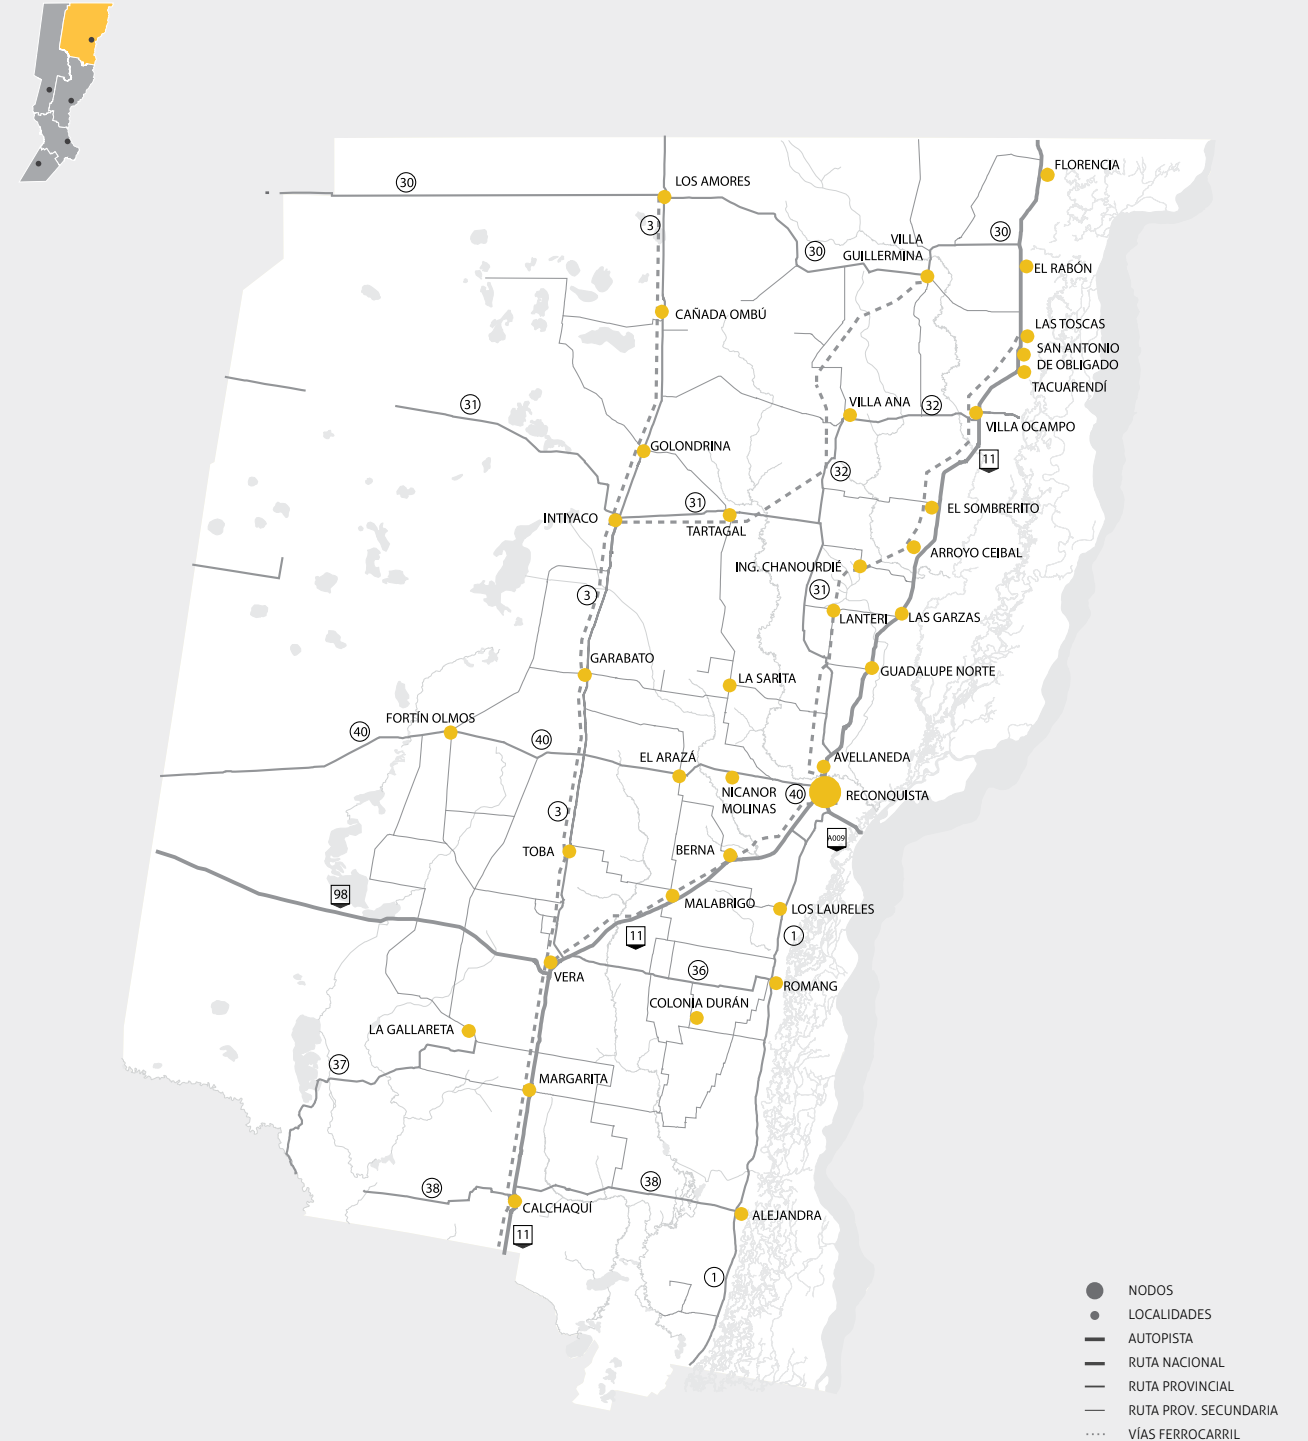 FLORENCIA
LOS AMORES
30
3
30
VILLA
GUILLERMINA
30
EL RABÓN
CAÑADA OMBÚ
LAS TOSCAS
SAN ANTONIO
DE OBLIGADO
TACUARENDÍ
31
VILLA ANA
32
VILLA OCAMPO
GOLONDRINA
11
32
31
INTIYACO
TARTAGAL
EL SOMBRERITO
ARROYO CEIBAL
ING. CHANOURDIÉ
3
31
LANTERI
LAS GARZAS
GARABATO
GUADALUPE NORTE
LA SARITA
FORTÍN OLMOS
40
40
EL ARAZÁ
AVELLANEDA
NICANOR
MOLINAS
40
RECONQUISTA
3
A009
TOBA
BERNA
98
MALABRIGO
LOS LAURELES
11
1
VERA
36
ROMANG
COLONIA DURÁN
LA GALLARETA
37
MARGARITA
38
38
CALCHAQUÍ
ALEJANDRA
11
1
NODOS
LOCALIDADES
AUTOPISTA
RUTA NACIONAL
RUTA PROVINCIAL
RUTA PROV. SECUNDARIA
VÍAS FERROCARRIL